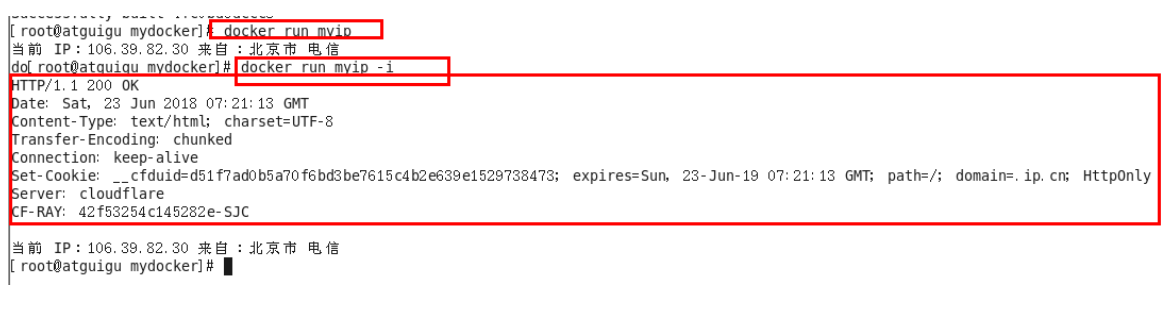 [root@atguigu mydocker]# docker run myip
当前 IP：106.39.82.30 来自：北京市 电信
do[root@atguigu mydocker]# docker run myip -i
HTTP/1.1 200 OK
Date: Sat, 23 Jun 2018 07:21:13 GMT
Content-Type: text/html; charset=UTF-8
Transfer-Encoding: chunked
Connection: keep-alive
Set-Cookie: __cfduid=d51f7ad0b5a70f6bd3be7615c4b2e639e1529738473; expires=Sun, 23-Jun-19 07:21:13 GMT; path=/; domain=.ip.cn; HttpOnly
Server: cloudflare
CF-RAY: 42f53254c145282e-SJC
当前 IP：106.39.82.30 来自：北京市 电信
[root@atguigu mydocker]#